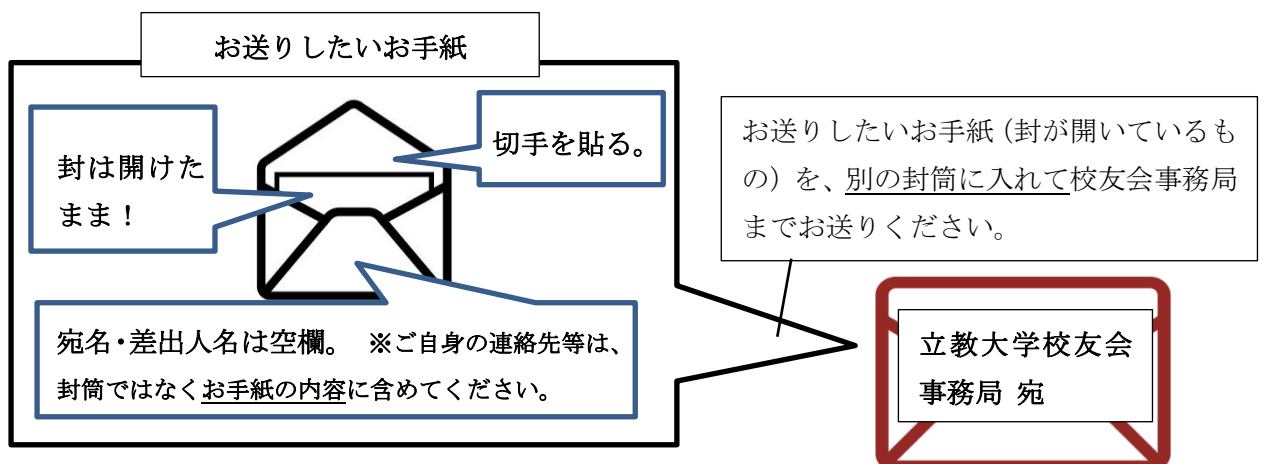 お送りしたいお手紙
封は開けた
まま！
切手を貼る。
宛名・差出人名は空欄。 ※ご自身の連絡先等は、
封筒ではなくお手紙の内容に含めてください。
お送りしたいお手紙（封が開いているも
の）を、別の封筒に入れて校友会事務局
までお送りください。
立教大学校友会
事務局 宛